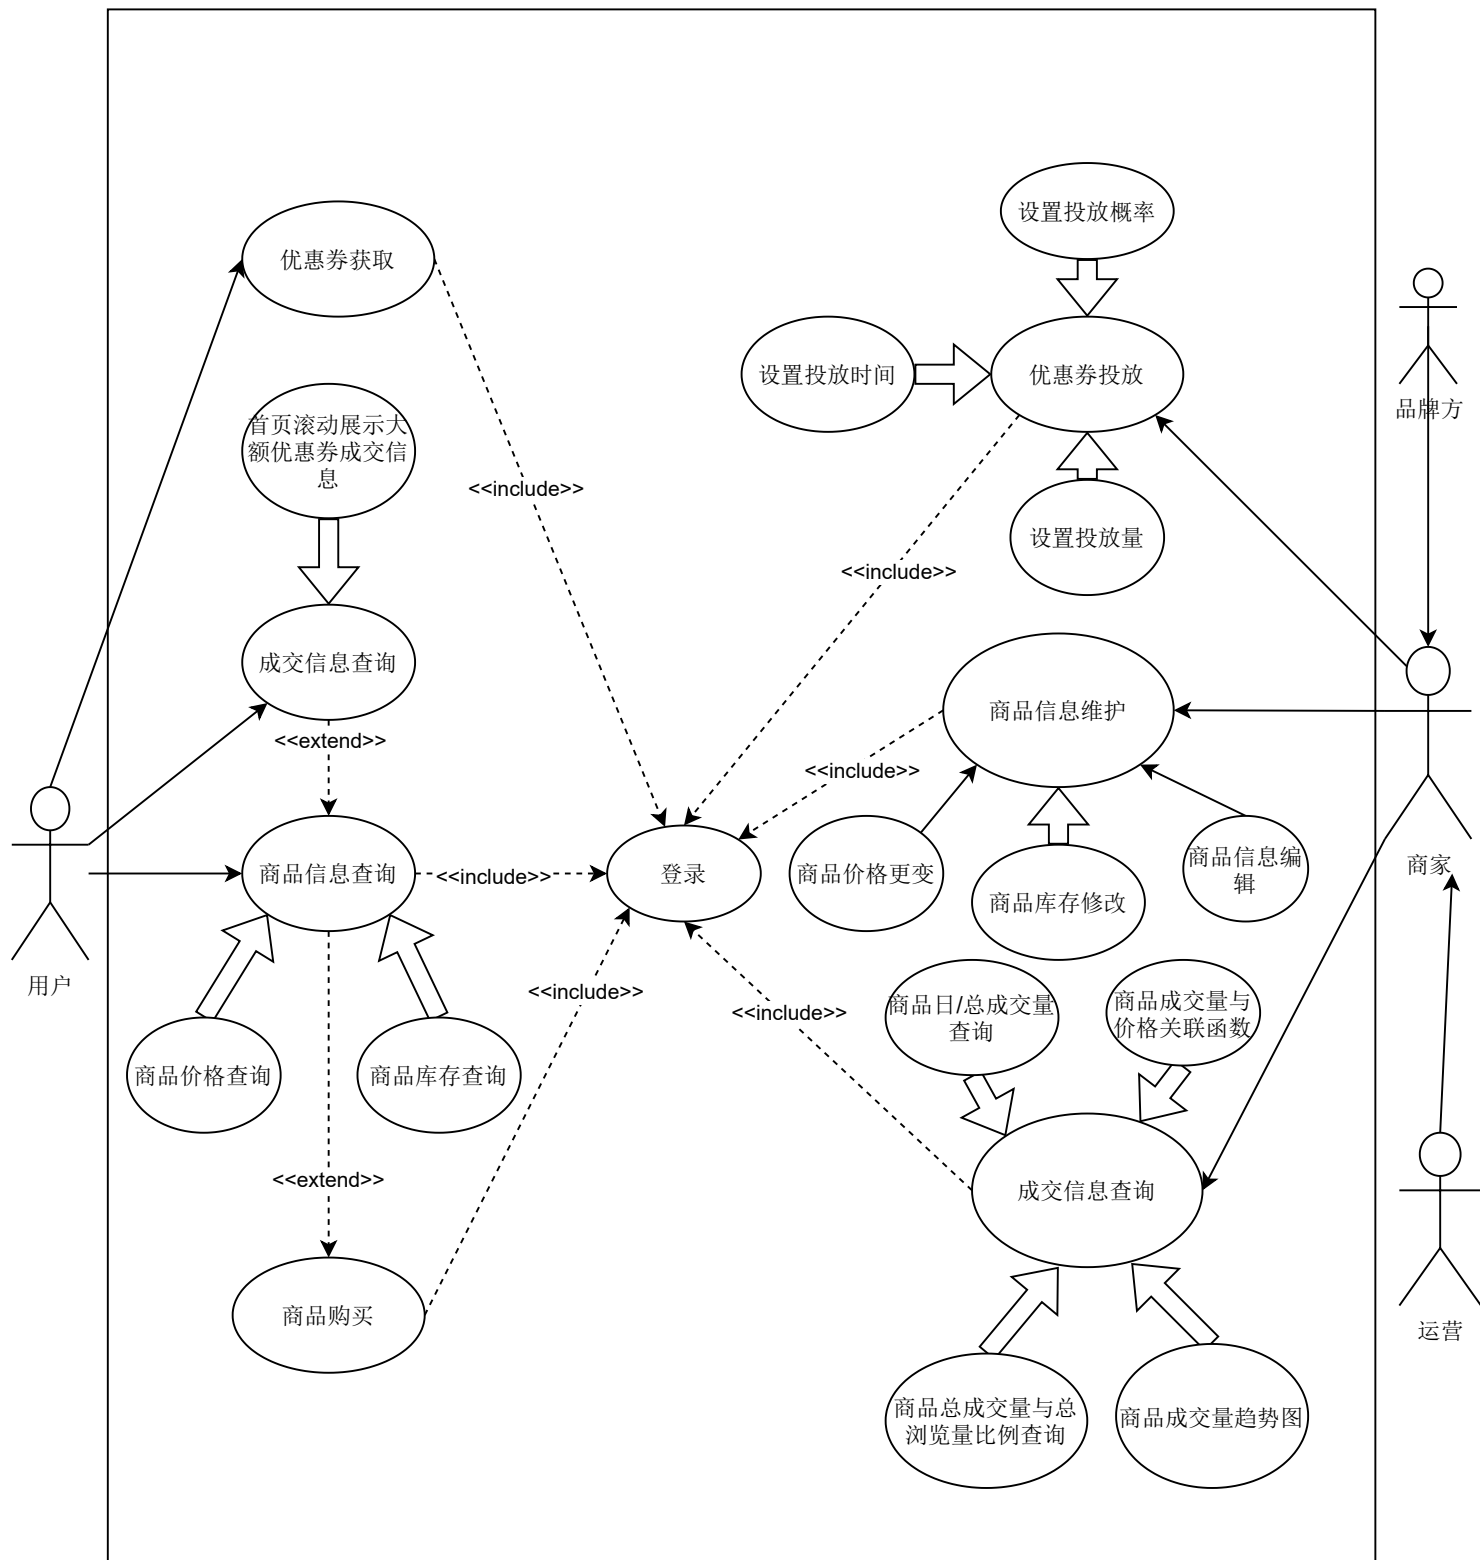 设置投放概率
优惠券获取
设置投放时间
优惠券投放
品牌方
首页滚动展示大
额优惠券成交信
息
<<include>>
设置投放量
<<include>>
成交信息查询
商品信息维护
<<extend>>
<<include>>
商品信息查询
<<include>>
登录
商品价格更变
商品库存修改
商品信息编
辑
商家
用户
<<include>>
<<include>>
商品日/总成交量
查询
商品成交量与
价格关联函数
商品价格查询
商品库存查询
<<extend>>
成交信息查询
商品购买
运营
商品总成交量与总
浏览量比例查询
商品成交量趋势图